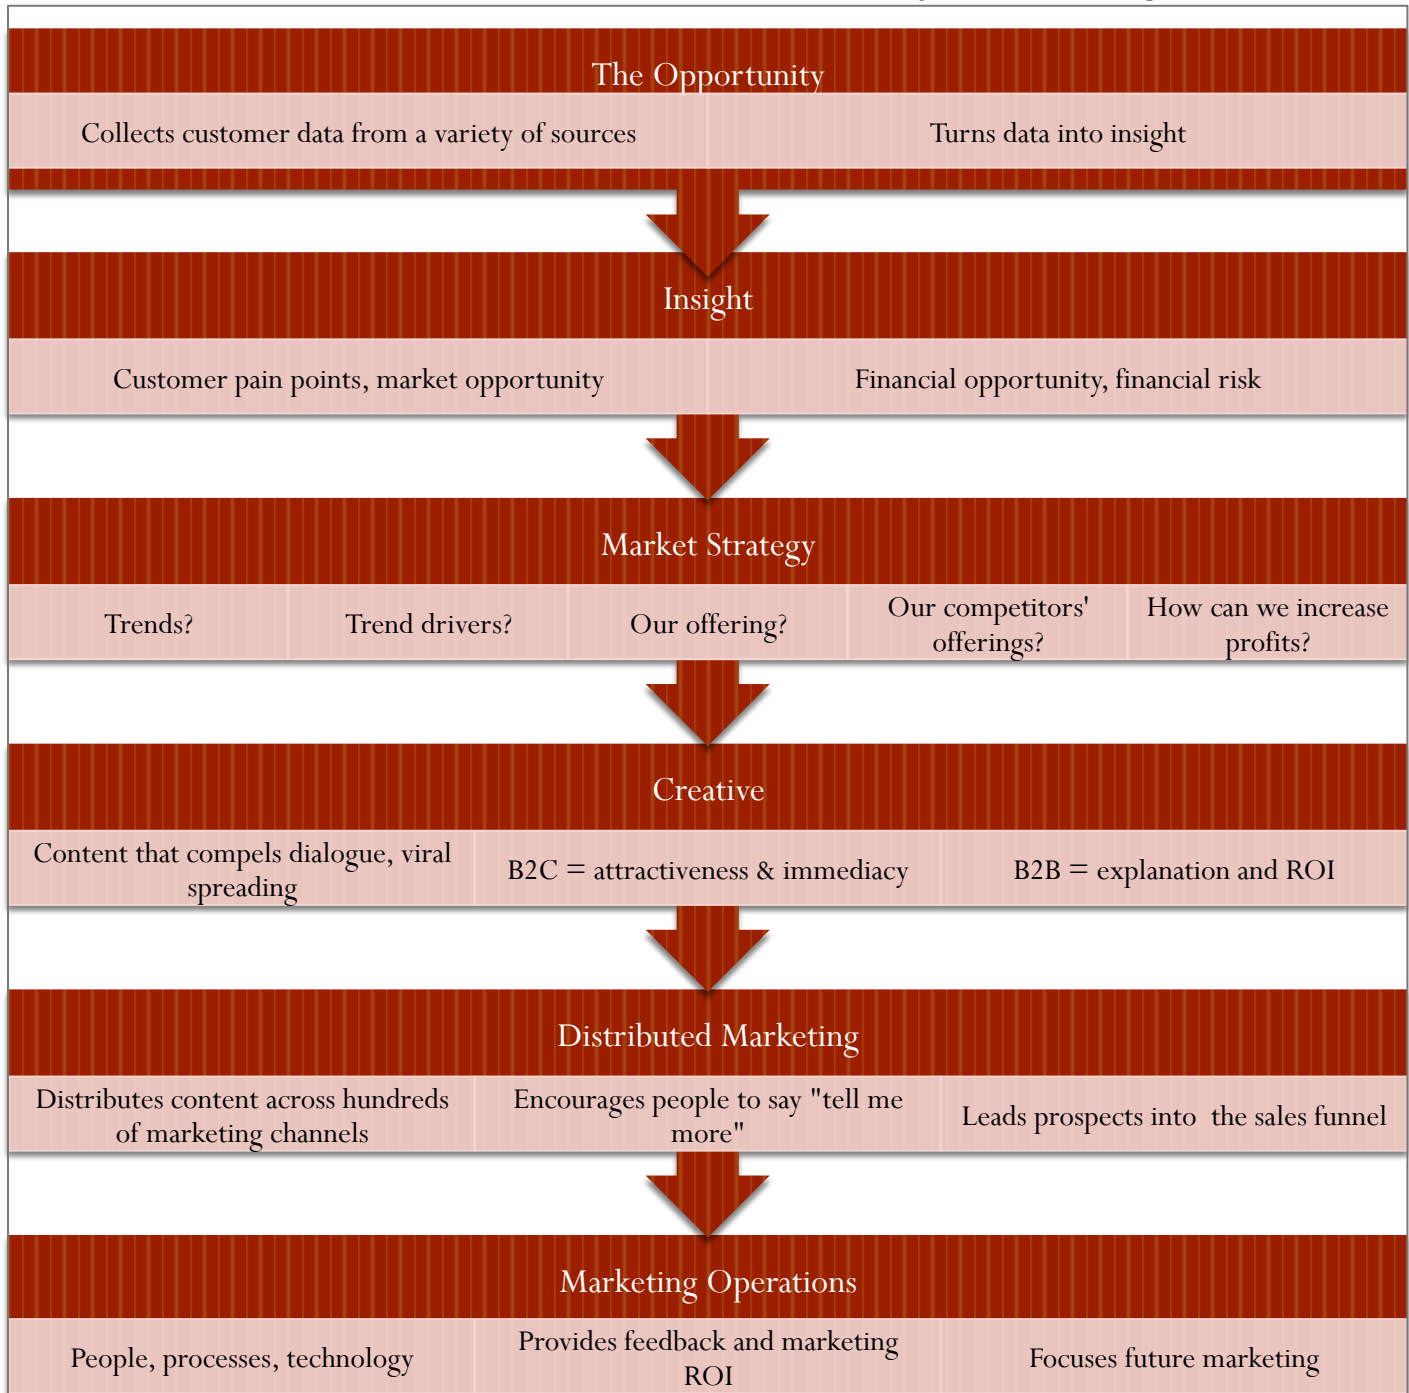 The Opportunity
Collects customer data from a variety of sources
Turns data into insight
Insight
Customer pain points, market opportunity
Financial opportunity, financial risk
Market Strategy
Trends?
Trend drivers?
Our offering?
Our competitors'
offerings?
How can we increase
profits?
Creative
Content that compels dialogue, viral
spreading
B2C = attractiveness & immediacy
B2B = explanation and ROI
Distributed Marketing
Distributes content across hundreds
of marketing channels
Encourages people to say "tell me
more"
Leads prospects into  the sales funnel
Marketing Operations
People, processes, technology
Provides feedback and marketing
ROI
Focuses future marketing